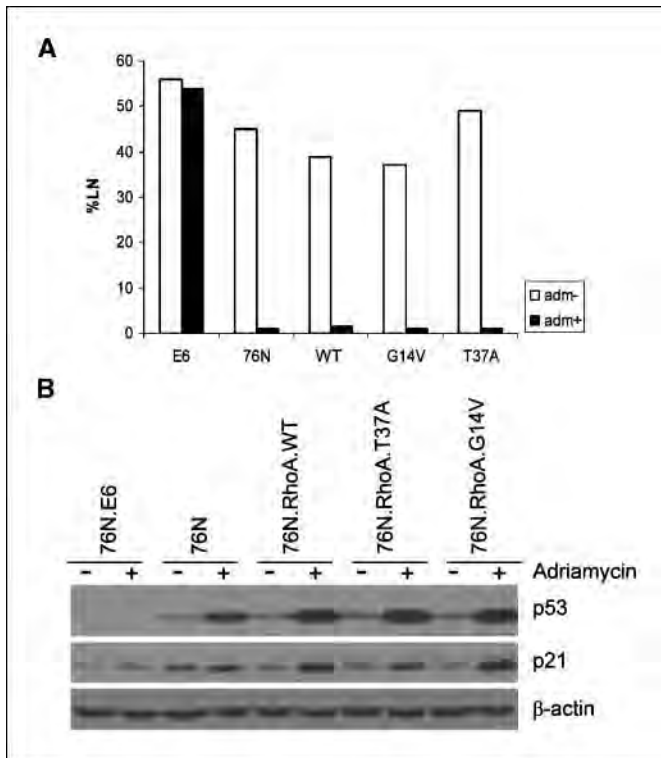 A
60
50
40
30
20
10
0
%LN
E6 76N WT G14V T37A
adm-
adm+
B
76N.E6 76N 76N.RhoA.WT 76N.RhoA.T37A 76N.RhoA.G14V
- + - + - + - + - + Adriamycin
p53
p21
β-actin